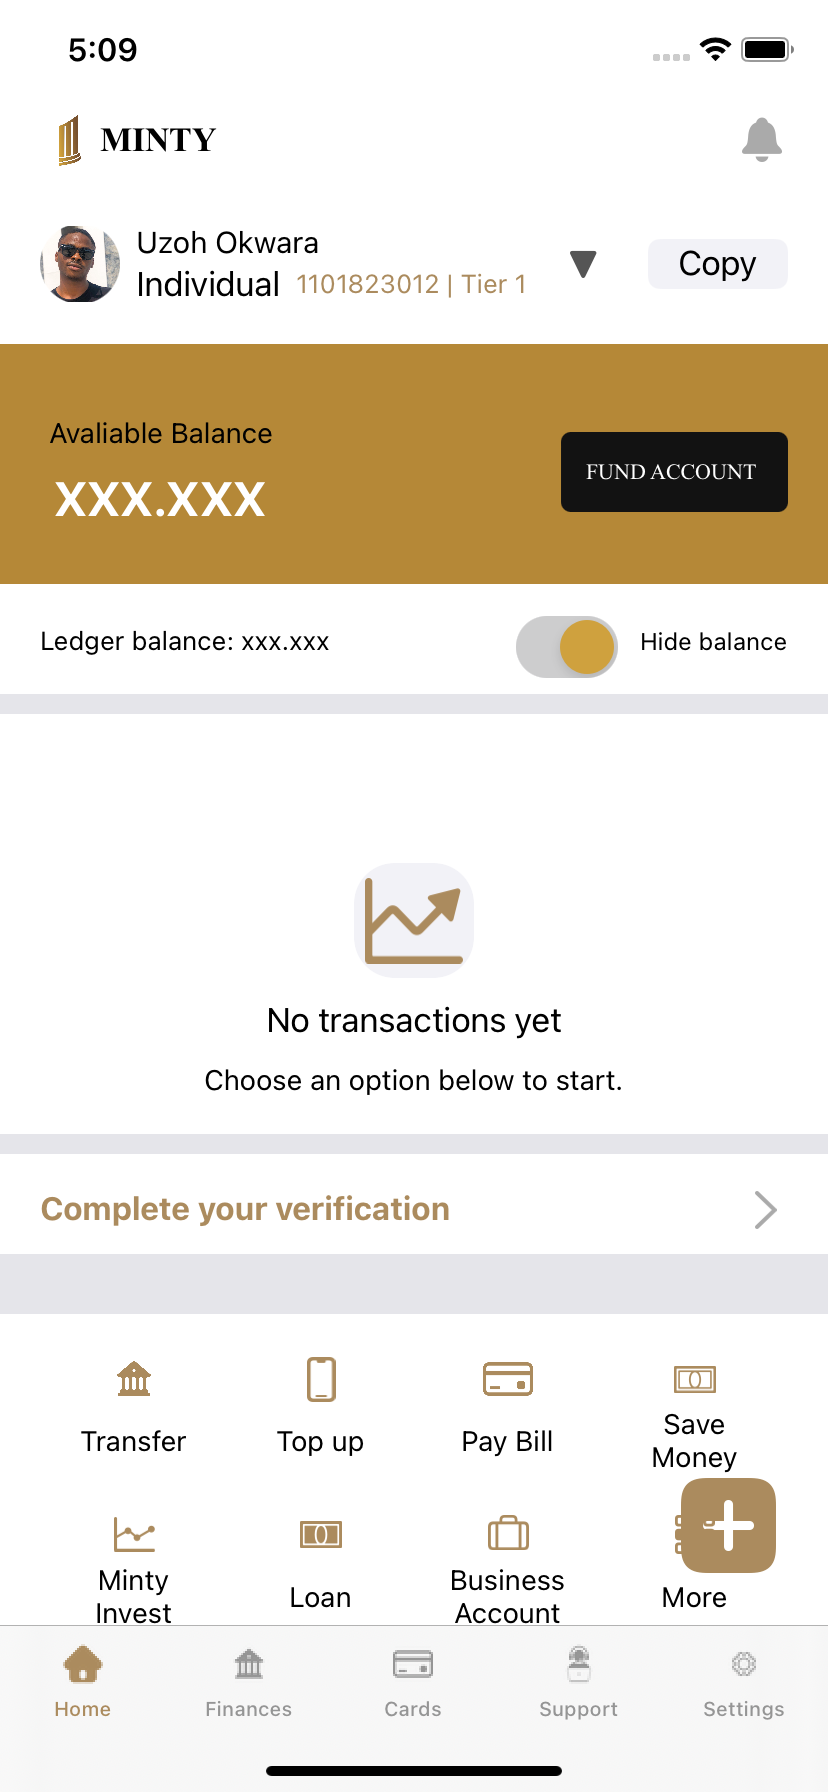 5:09
MINTY
Uzoh Okwara
Individual 1101823012 | Tier 1
Copy
Avaliable Balance
XXX.XXX
FUND ACCOUNT
Ledger balance: xxx.xxx
Hide balance
No transactions yet
Choose an option below to start.
Complete your verification
Transfer
Top up
Pay Bill
Save
Money
Minty
Invest
Loan
Business
Account
More
Home
Finances
Cards
Support
Settings